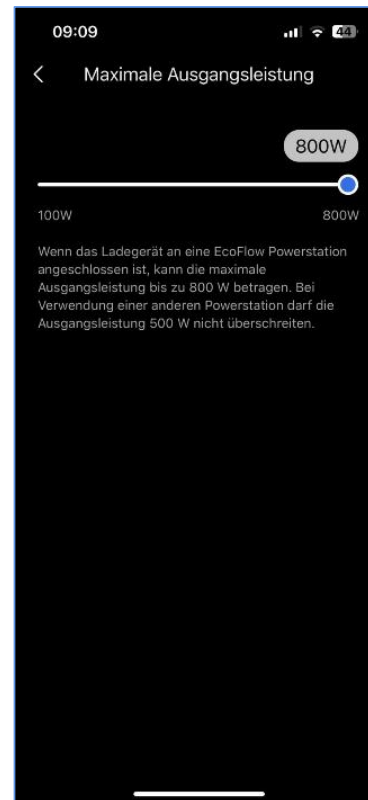 09:09
44
Maximale Ausgangsleistung
800W
100W
800W
Wenn das Ladegerät an eine EcoFlow Powerstation
angeschlossen ist, kann die maximale
Ausgangsleistung bis zu 800 W betragen. Bei
Verwendung einer anderen Powerstation darf die
Ausgangsleistung 500 W nicht überschreiten.